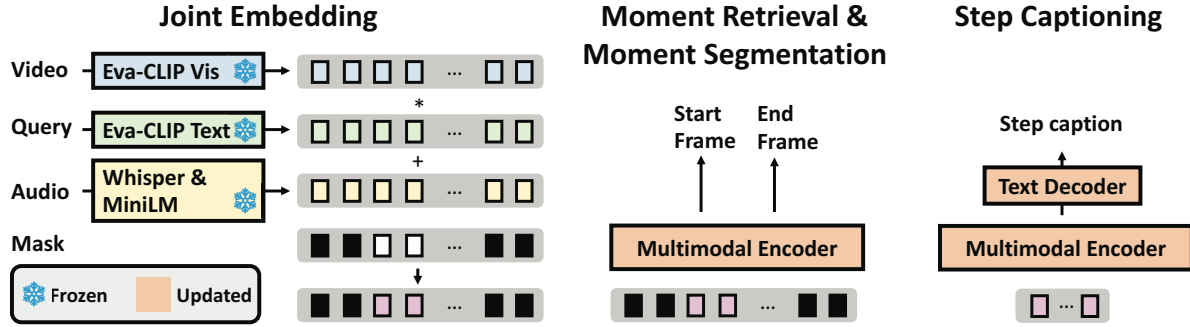 Joint Embedding
Video
Eva-CLIP Vis
...
*
Query
Eva-CLIP Text
...
+
Audio
Whisper &
MiniLM
...
Mask
...
Frozen
Updated
...
Moment Retrieval &
Moment Segmentation
Start
Frame
End
Frame
Multimodal Encoder
...
Step Captioning
Step caption
Text Decoder
Multimodal Encoder
...